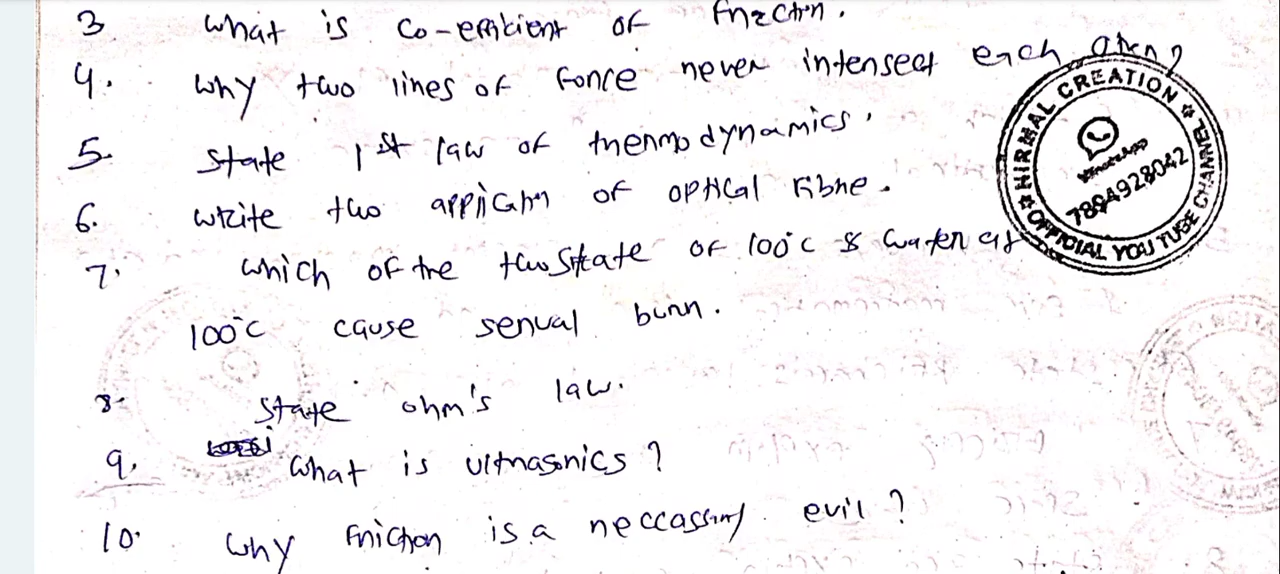 3 What is co-efficient of friction.
4. Why two lines of force never intersect each other ?
5. State 1st law of thermodynamics.
6. write two application of optical fibre.
7. which of the two state of 100°c & water at
100°c cause serval burn.
8. State ohm's law.
9. What is ultrasonics ?
10. Why friction is a neccassary evil ?
NIRMAL CREATION
WhatsApp
7894928042
OFFICIAL YOU TUBE CHANNEL